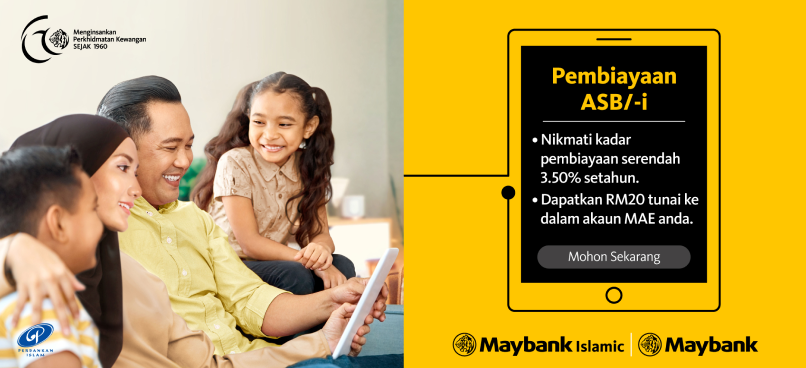 Menginsankan
Perkhidmatan Kewangan
SEJAK 1960
Pembiayaan
ASB/-i
• Nikmati kadar
pembiayaan serendah
3.50% setahun.
• Dapatkan RM20 tunai ke
dalam akaun MAE anda.
Mohon Sekarang
PERBANGAN
ISLAM
Maybank Islamic | Maybank